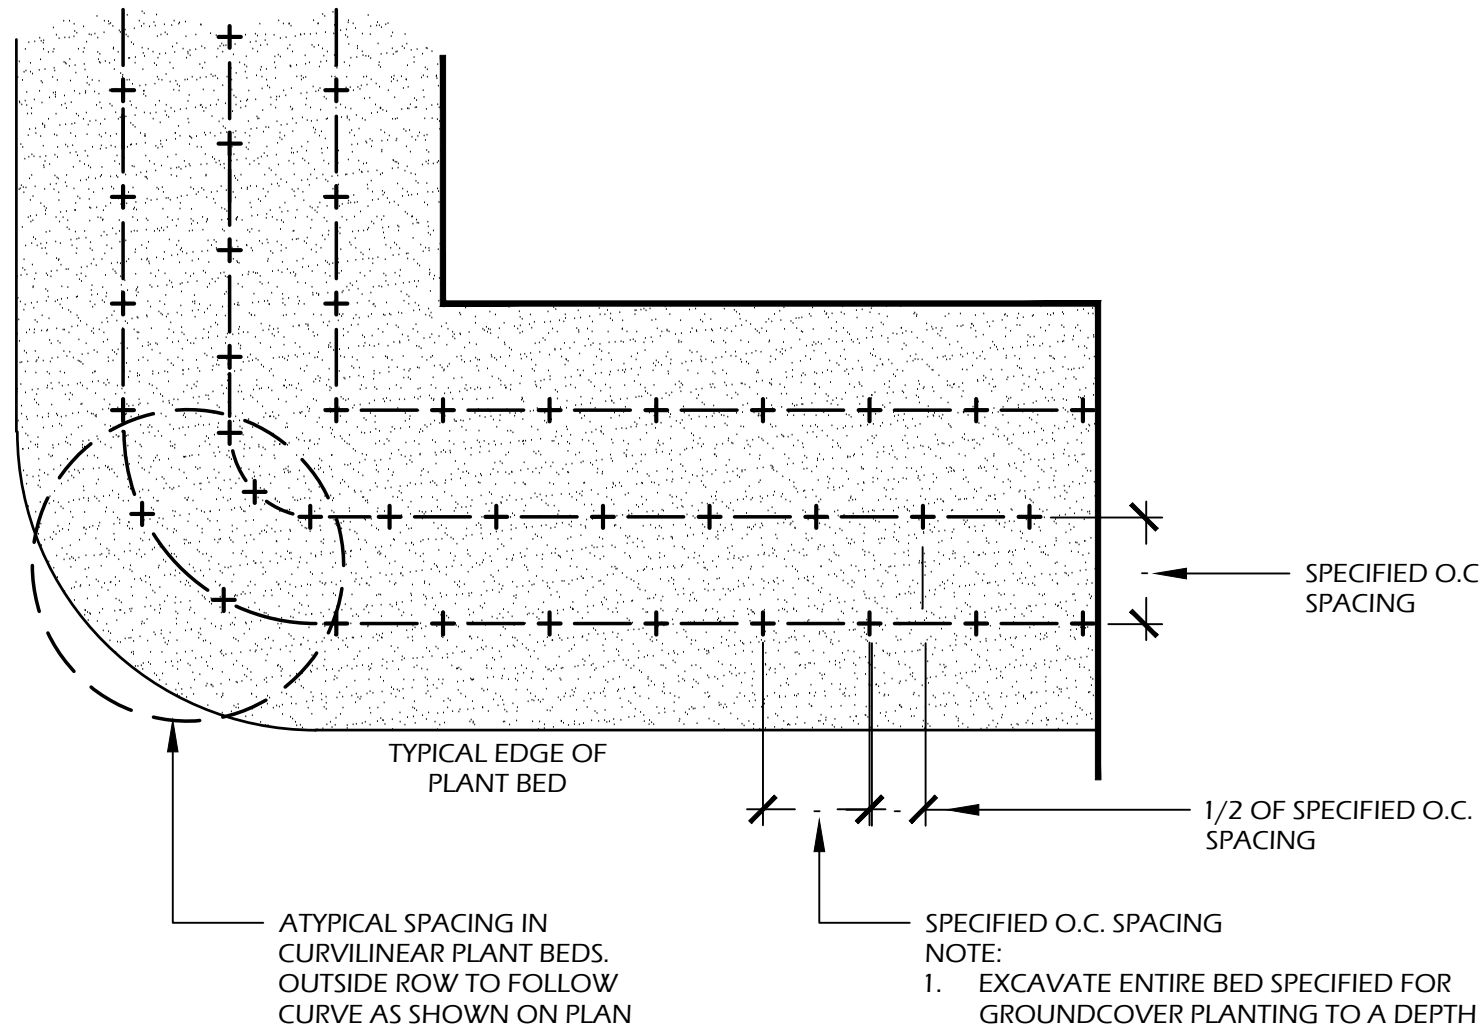 SPECIFIED O.C
SPACING
TYPICAL EDGE OF
PLANT BED
1/2 OF SPECIFIED O.C.
SPACING
ATYPICAL SPACING IN
CURVILINEAR PLANT BEDS.
OUTSIDE ROW TO FOLLOW
CURVE AS SHOWN ON PLAN
SPECIFIED O.C. SPACING
NOTE:
1. EXCAVATE ENTIRE BED SPECIFIED FOR
GROUNDCOVER PLANTING TO A DEPTH